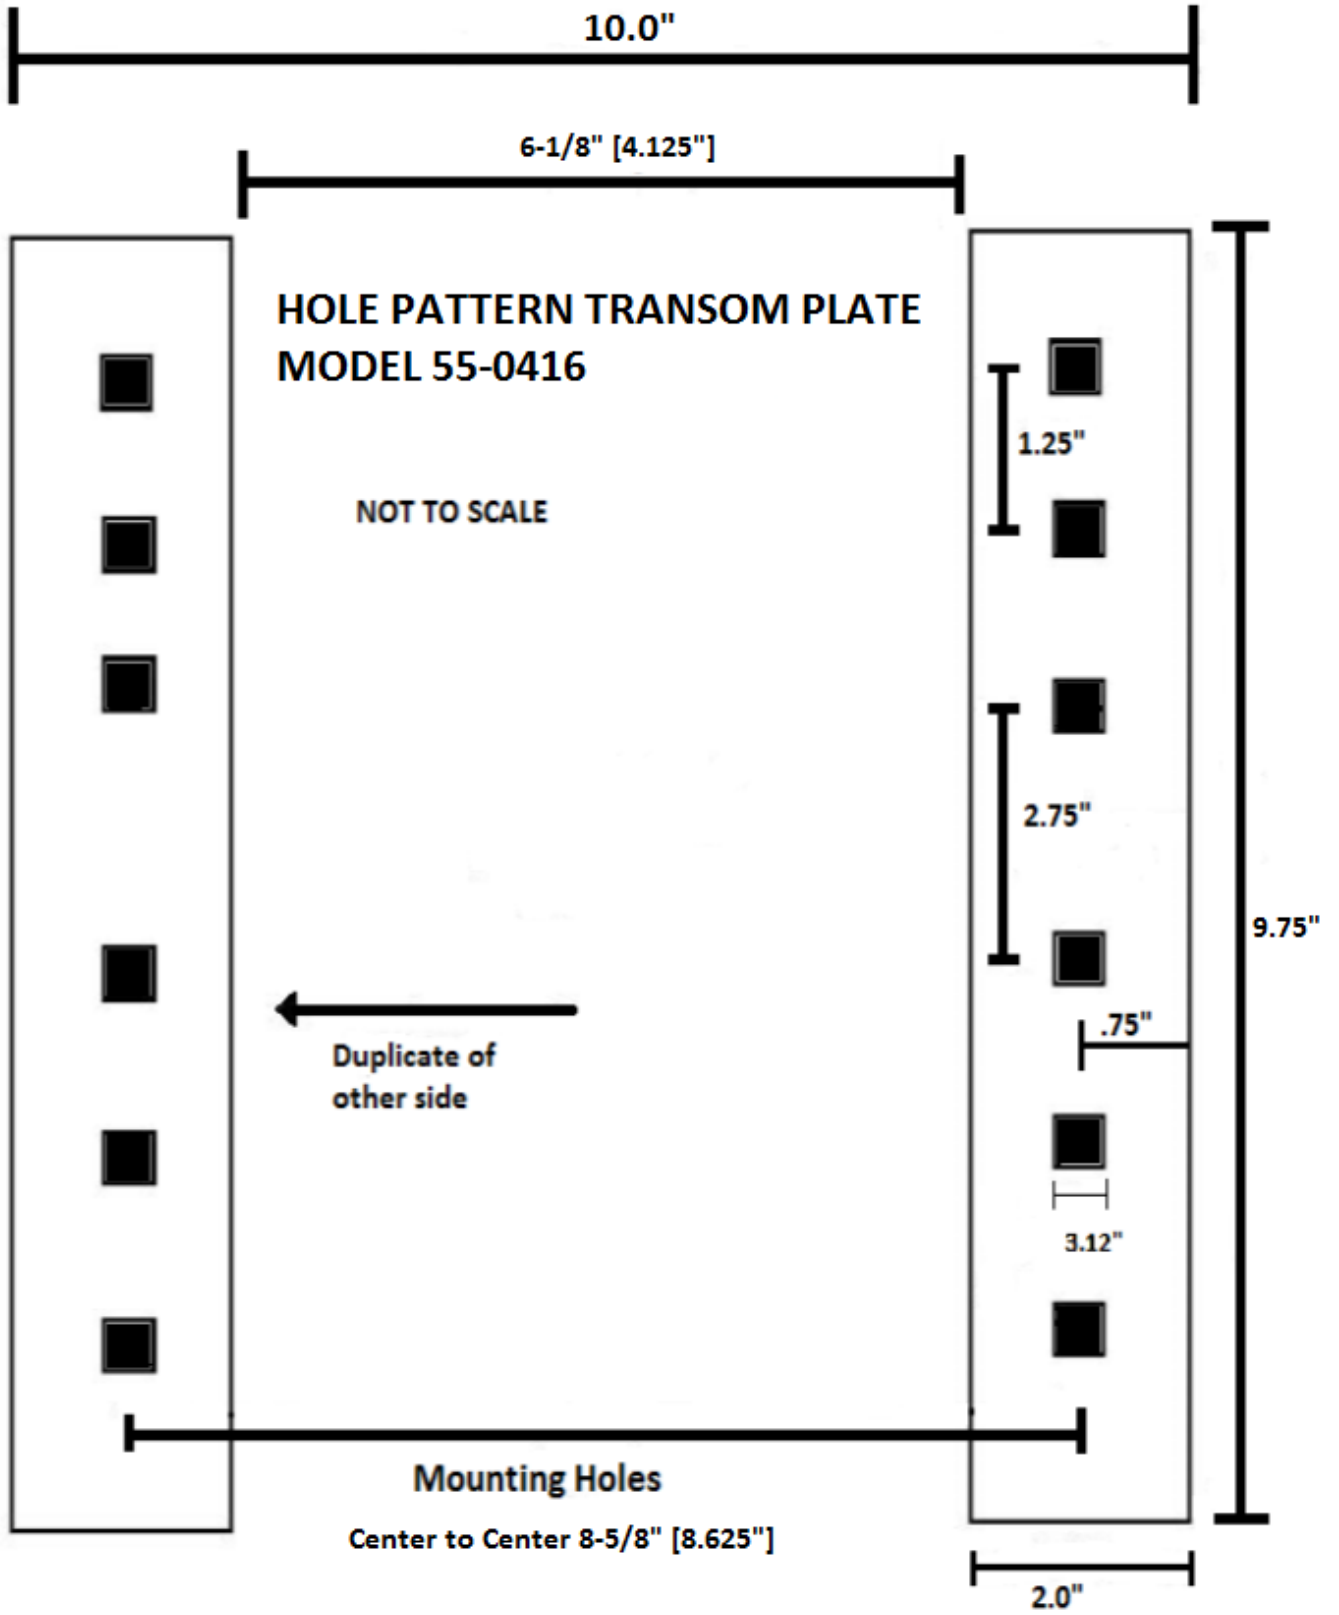 10.0"
6-1/8" [4.125"]
HOLE PATTERN TRANSOM PLATE
MODEL 55-0416
1.25"
NOT TO SCALE
2.75"
9.75"
.75"
Duplicate of
other side
3.12"
Mounting Holes
Center to Center 8-5/8" [8.625"]
2.0"